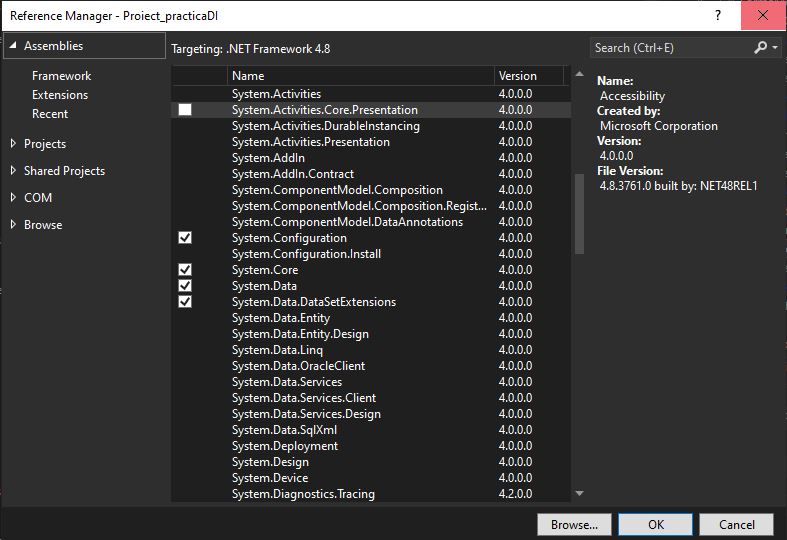 Reference Manager - Proiect_practicaDI
? ×
Assemblies
Framework
Extensions
Recent
Projects
Shared Projects
COM
Browse
Targeting: .NET Framework 4.8
Search (Ctrl+E)
Name Version
System.Activities 4.0.0.0
System.Activities.Core.Presentation 4.0.0.0
System.Activities.DurableInstancing 4.0.0.0
System.Activities.Presentation 4.0.0.0
System.AddIn 4.0.0.0
System.AddIn.Contract 4.0.0.0
System.ComponentModel.Composition 4.0.0.0
System.ComponentModel.Composition.Regist... 4.0.0.0
System.ComponentModel.DataAnnotations 4.0.0.0
System.Configuration 4.0.0.0
System.Configuration.Install 4.0.0.0
System.Core 4.0.0.0
System.Data 4.0.0.0
System.Data.DataSetExtensions 4.0.0.0
System.Data.Entity 4.0.0.0
System.Data.Entity.Design 4.0.0.0
System.Data.Linq 4.0.0.0
System.Data.OracleClient 4.0.0.0
System.Data.Services 4.0.0.0
System.Data.Services.Client 4.0.0.0
System.Data.Services.Design 4.0.0.0
System.Data.SqlXml 4.0.0.0
System.Deployment 4.0.0.0
System.Design 4.0.0.0
System.Device 4.0.0.0
System.Diagnostics.Tracing 4.2.0.0
Name:
Accessibility
Created by:
Microsoft Corporation
Version:
4.0.0.0
File Version:
4.8.3761.0 built by: NET48REL1
Browse... OK Cancel